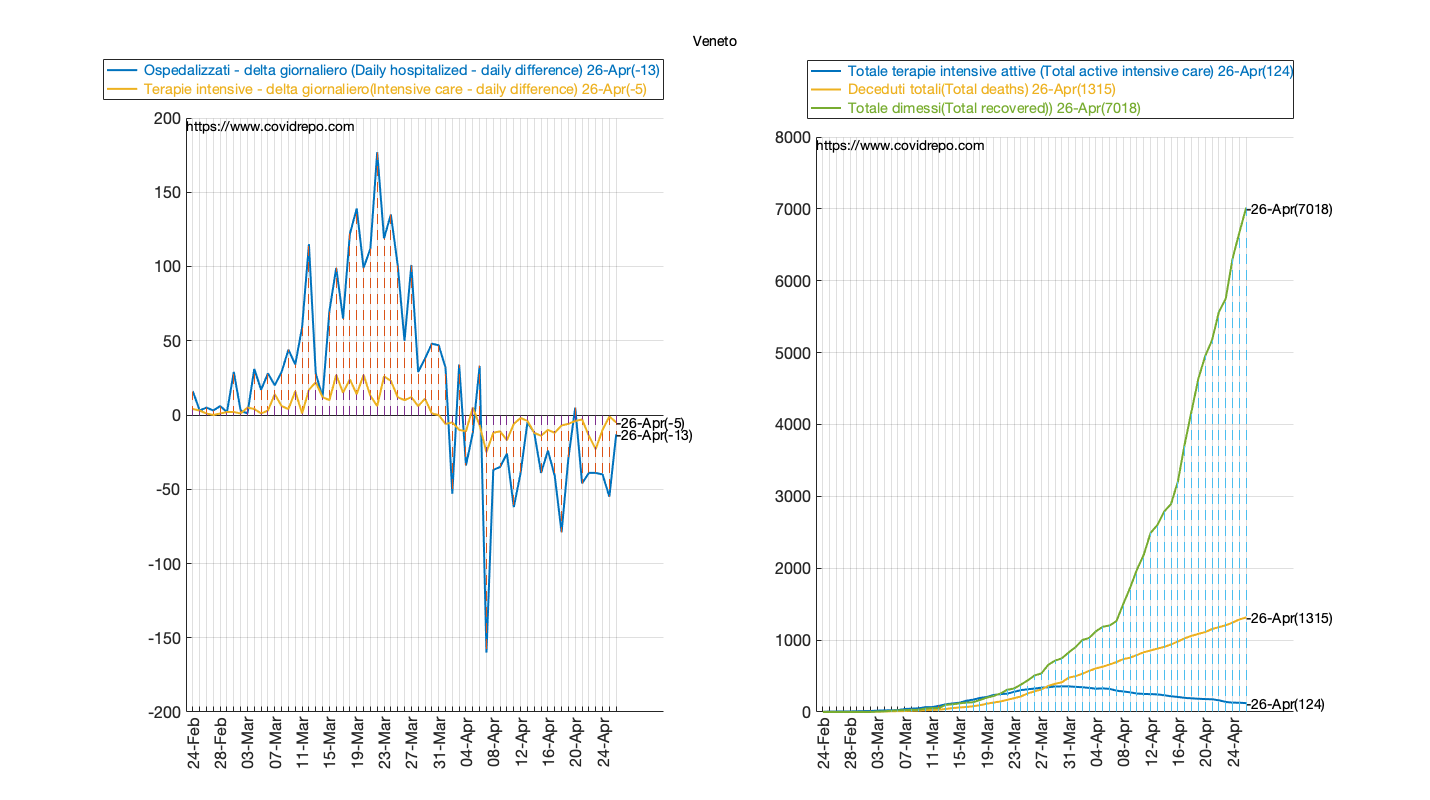 Veneto
Ospedalizzati - delta giornaliero (Daily hospitalized - daily difference) 26-Apr(-13)
Terapie intensive - delta giornaliero(Intensive care - daily difference) 26-Apr(-5)
https://www.covidrepo.com
200
150
100
50
0
-50
-100
-150
-200
26-Apr(-5)
26-Apr(-13)
24-Feb
28-Feb
03-Mar
07-Mar
11-Mar
15-Mar
19-Mar
23-Mar
27-Mar
31-Mar
04-Apr
08-Apr
12-Apr
16-Apr
20-Apr
24-Apr
Totale terapie intensive attive (Total active intensive care) 26-Apr(124)
Deceduti totali(Total deaths) 26-Apr(1315)
Totale dimessi(Total recovered)) 26-Apr(7018)
https://www.covidrepo.com
8000
7000
6000
5000
4000
3000
2000
1000
0
26-Apr(7018)
26-Apr(1315)
26-Apr(124)
24-Feb
28-Feb
03-Mar
07-Mar
11-Mar
15-Mar
19-Mar
23-Mar
27-Mar
31-Mar
04-Apr
08-Apr
12-Apr
16-Apr
20-Apr
24-Apr